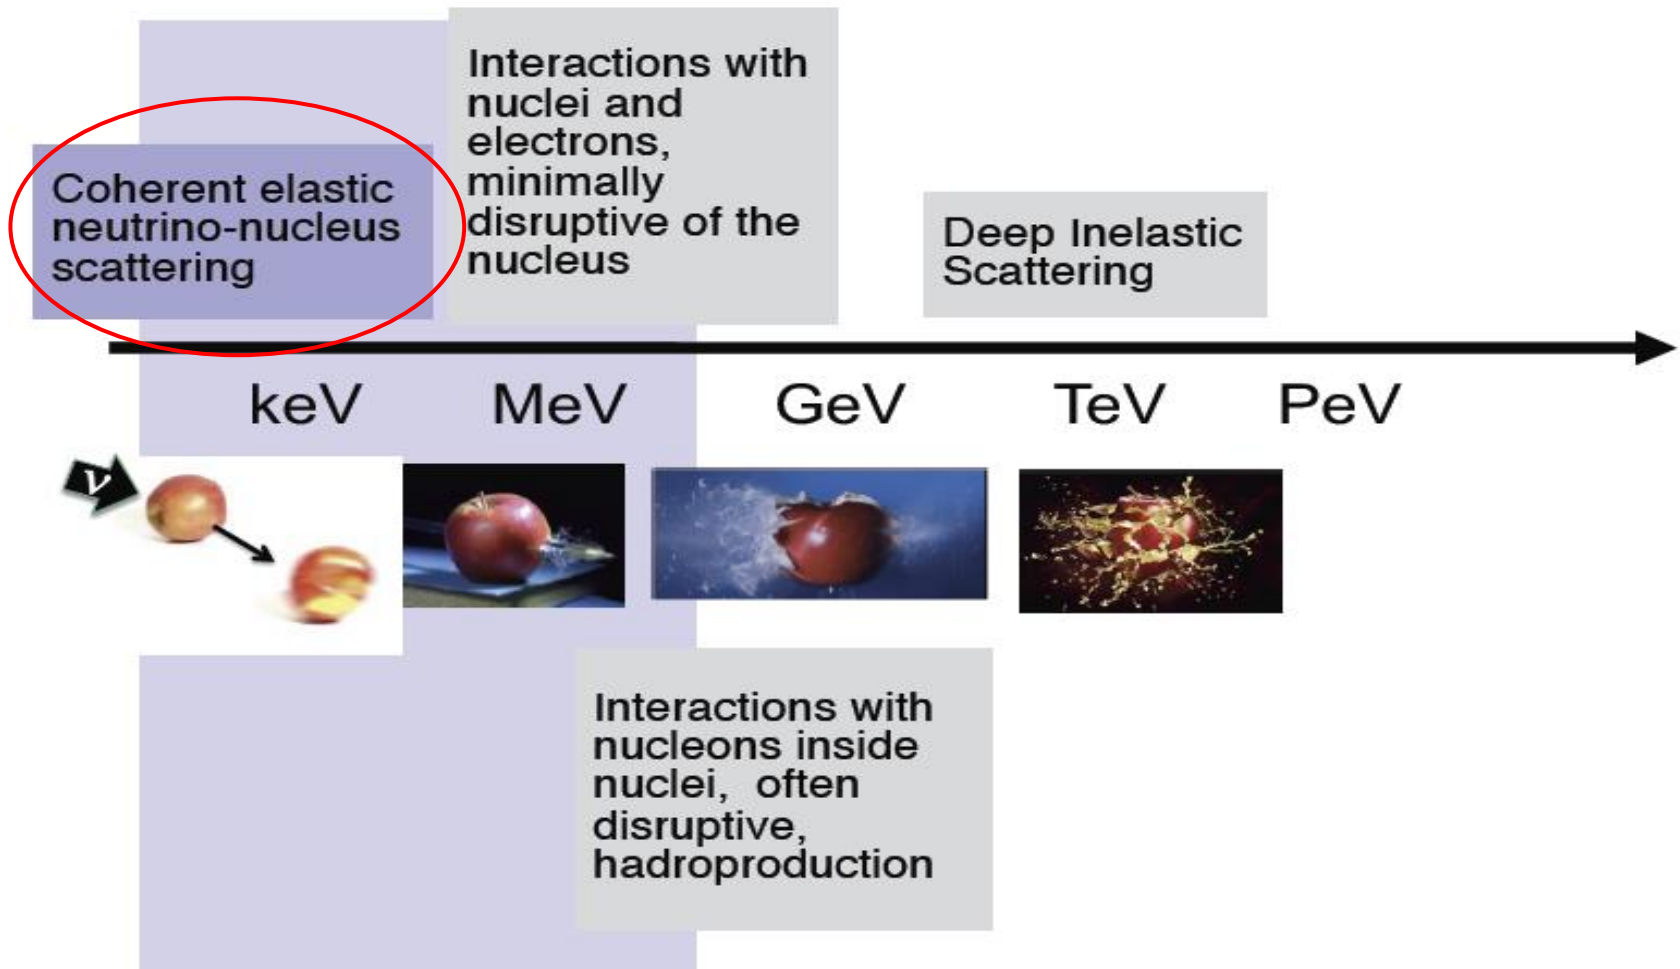 Coherent elastic
neutrino-nucleus
scattering
Interactions with
nuclei and
electrons,
minimally
disruptive of the
nucleus
Deep Inelastic
Scattering
keV
MeV
GeV
TeV
PeV
ν
Interactions with
nucleons inside
nuclei, often
disruptive,
hadroproduction